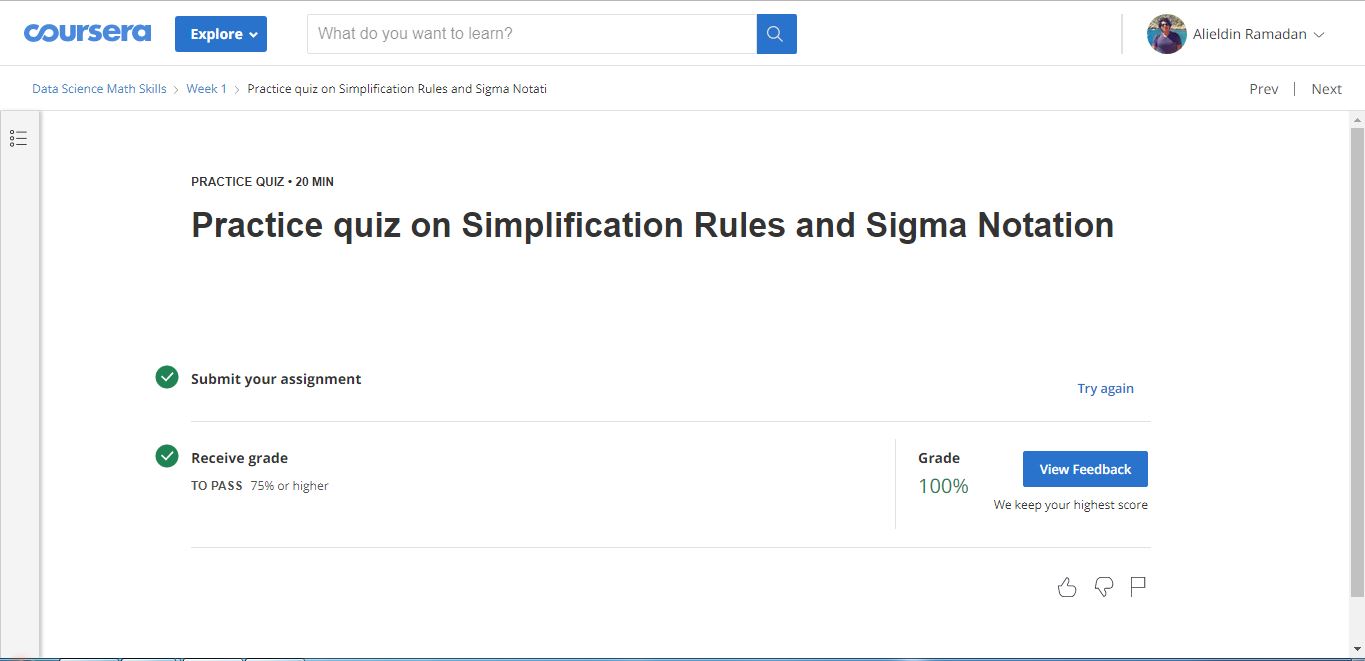 coursera Explore What do you want to learn? Alieldin Ramadan
Data Science Math Skills > Week 1 > Practice quiz on Simplification Rules and Sigma Notati Prev | Next
PRACTICE QUIZ • 20 MIN
Practice quiz on Simplification Rules and Sigma Notation
Submit your assignment
Try again
Receive grade
TO PASS 75% or higher
Grade
100%
View Feedback
We keep your highest score